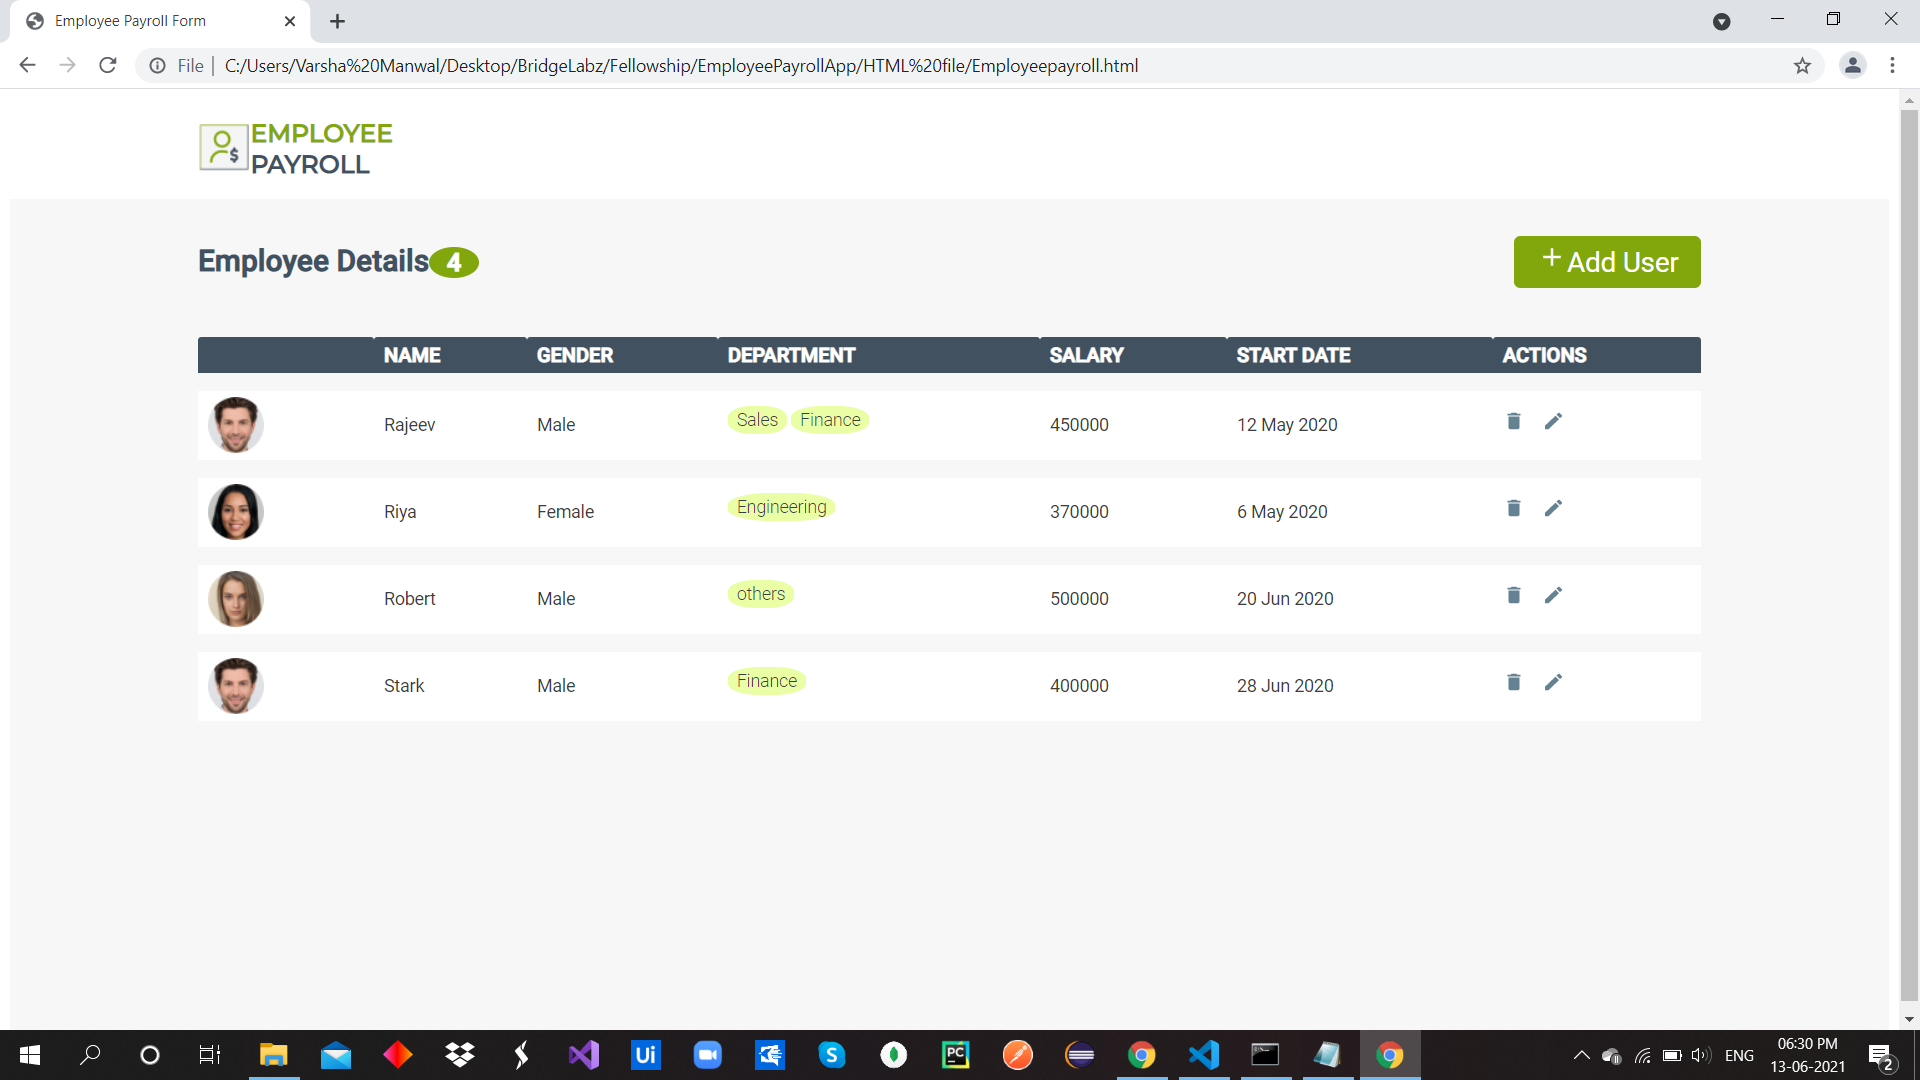 Employee Payroll Form
File | C:/Users/Varsha%20Manwal/Desktop/BridgeLabz/Fellowship/EmployeePayrollApp/HTML%20file/Employeepayroll.html
EMPLOYEE
PAYROLL
Employee Details 4
+ Add User
NAME GENDER DEPARTMENT SALARY START DATE ACTIONS
Rajeev Male Sales Finance 450000 12 May 2020
Riya Female Engineering 370000 6 May 2020
Robert Male others 500000 20 Jun 2020
Stark Male Finance 400000 28 Jun 2020
Ui
S
PC
ENG
06:30 PM
13-06-2021
2